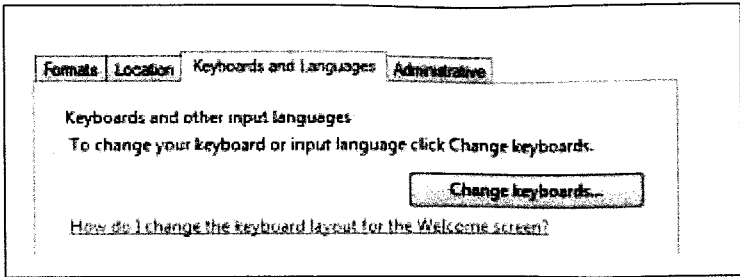 Formats Location Keyboards and Languages Administrative
Keyboards and other input languages
To change your keyboard or input language click Change keyboards.
Change keyboards...
How do I change the keyboard layout for the Welcome screen?